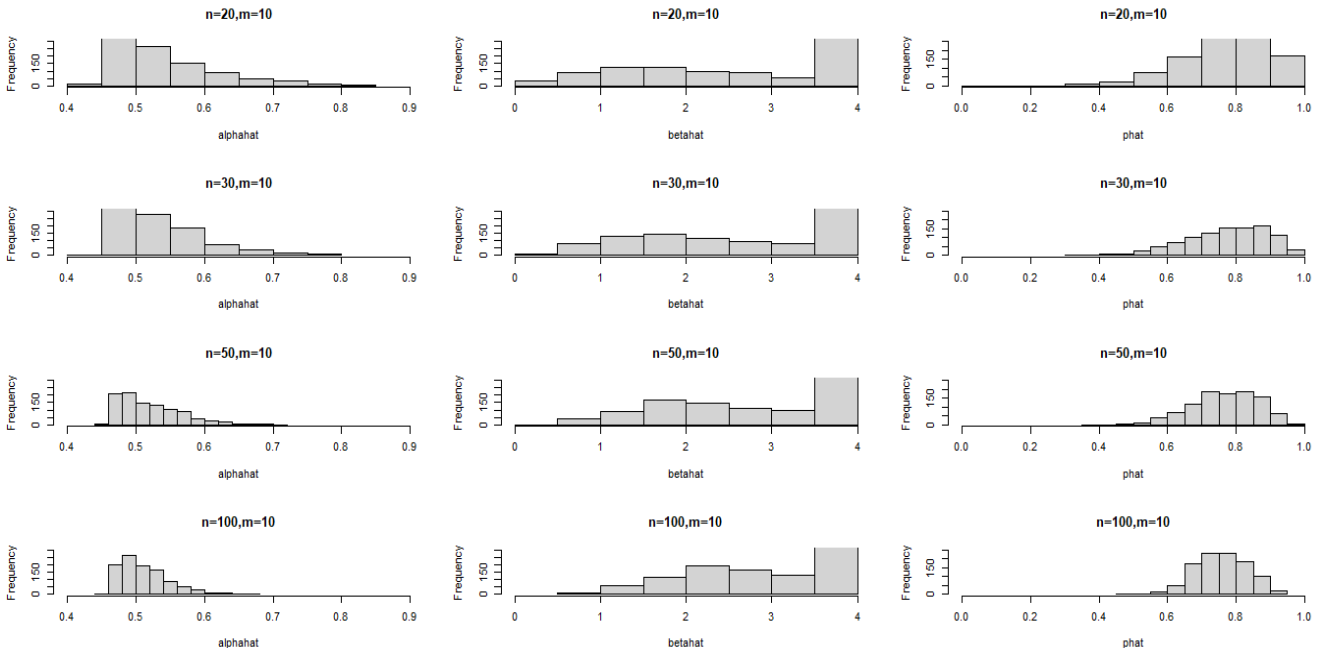 n=20,m=10 n=20,m=10 n=20,m=10
Frequency 0 150 Frequency 0 150 Frequency 0 150
0.4 0.5 0.6 0.7 0.8 0.9 0 1 2 3 4 0.0 0.2 0.4 0.6 0.8 1.0
alphahat betahat phat
n=30,m=10 n=30,m=10 n=30,m=10
Frequency 0 150 Frequency 0 150 Frequency 0 150
0.4 0.5 0.6 0.7 0.8 0.9 0 1 2 3 4 0.0 0.2 0.4 0.6 0.8 1.0
alphahat betahat phat
n=50,m=10 n=50,m=10 n=50,m=10
Frequency 0 150 Frequency 0 150 Frequency 0 150
0.4 0.5 0.6 0.7 0.8 0.9 0 1 2 3 4 0.0 0.2 0.4 0.6 0.8 1.0
alphahat betahat phat
n=100,m=10 n=100,m=10 n=100,m=10
Frequency 0 150 Frequency 0 150 Frequency 0 150
0.4 0.5 0.6 0.7 0.8 0.9 0 1 2 3 4 0.0 0.2 0.4 0.6 0.8 1.0
alphahat betahat phat